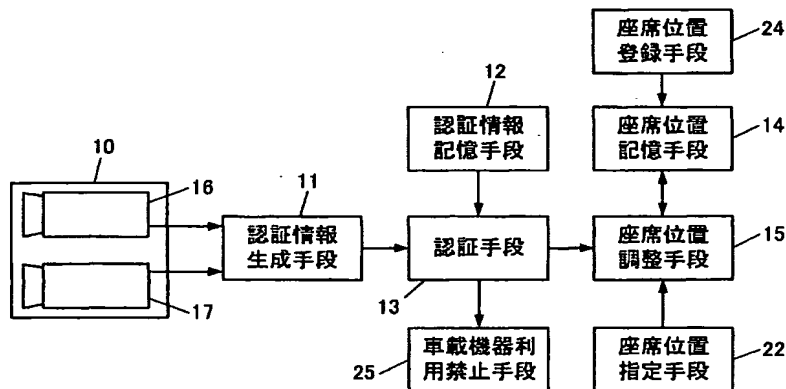 座席位置
登録手段
24
12
認証情報
記憶手段
座席位置
記憶手段
14
10
16
11
認証情報
生成手段
認証手段
13
座席位置
調整手段
15
17
車載機器利
用禁止手段
25
座席位置
指定手段
22